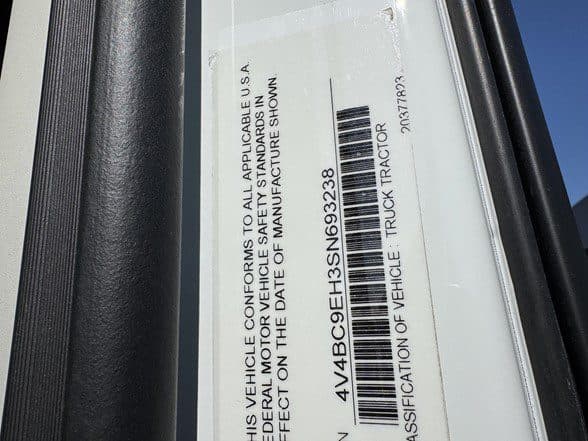 HIS VEHICLE CONFORMS TO ALL APPLICABLE U.S.A.
EDERAL MOTOR VEHICLE SAFETY STANDARDS IN
FFECT ON THE DATE OF MANUFACTURE SHOWN.
N 4V4BC9EH3SN693238
ASSIFICATION OF VEHICLE : TRUCK TRACTOR
20377823